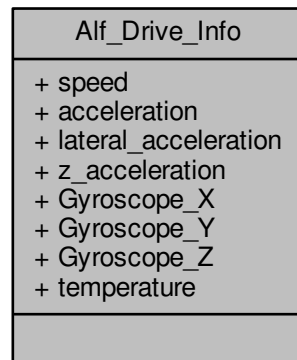 Alf_Drive_Info
+ speed
+ acceleration
+ lateral_acceleration
+ z_acceleration
+ Gyroscope_X
+ Gyroscope_Y
+ Gyroscope_Z
+ temperature